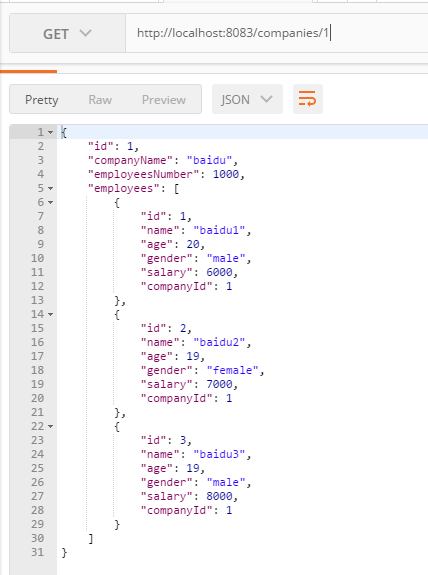 GET http://localhost:8083/companies/1
Pretty Raw Preview JSON
1 {
2 "id": 1,
3 "companyName": "baidu",
4 "employeesNumber": 1000,
5 "employees": [
6 {
7 "id": 1,
8 "name": "baidu1",
9 "age": 20,
10 "gender": "male",
11 "salary": 6000,
12 "companyId": 1
13 },
14 {
15 "id": 2,
16 "name": "baidu2",
17 "age": 19,
18 "gender": "female",
19 "salary": 7000,
20 "companyId": 1
21 },
22 {
23 "id": 3,
24 "name": "baidu3",
25 "age": 19,
26 "gender": "male",
27 "salary": 8000,
28 "companyId": 1
29 }
30 ]
31 }